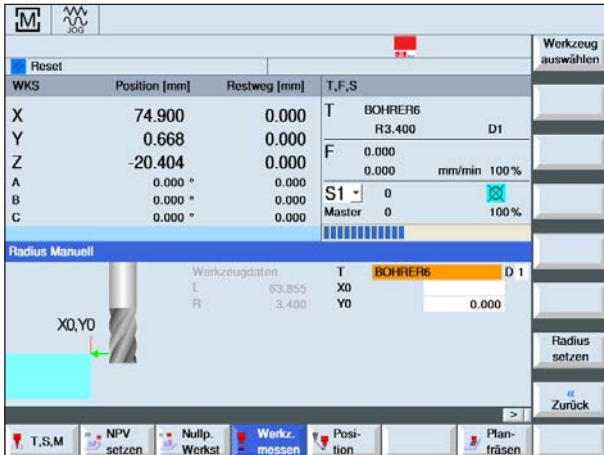 M JOG
Werkzeug auswählen
Reset
WKS Position [mm] Restweg [mm] T,F,S
X 74.900 0.000
Y 0.668 0.000
Z -20.404 0.000
A 0.000 ° 0.000
B 0.000 ° 0.000
C 0.000 ° 0.000
T BOHRER6
R3.400 D1
F 0.000
0.000 mm/min 100%
S1 0
Master 0 100%
Radius Manuell
Werkzeugdaten
L 63.855
R 3.400
T BOHRER6 D 1
X0
Y0 0.000
X0,Y0
Radius setzen
« Zurück
>
T,S,M
NPV setzen
Nullp. Werkst
Werkz. messen
Posi-
tion
Plan-
fräsen